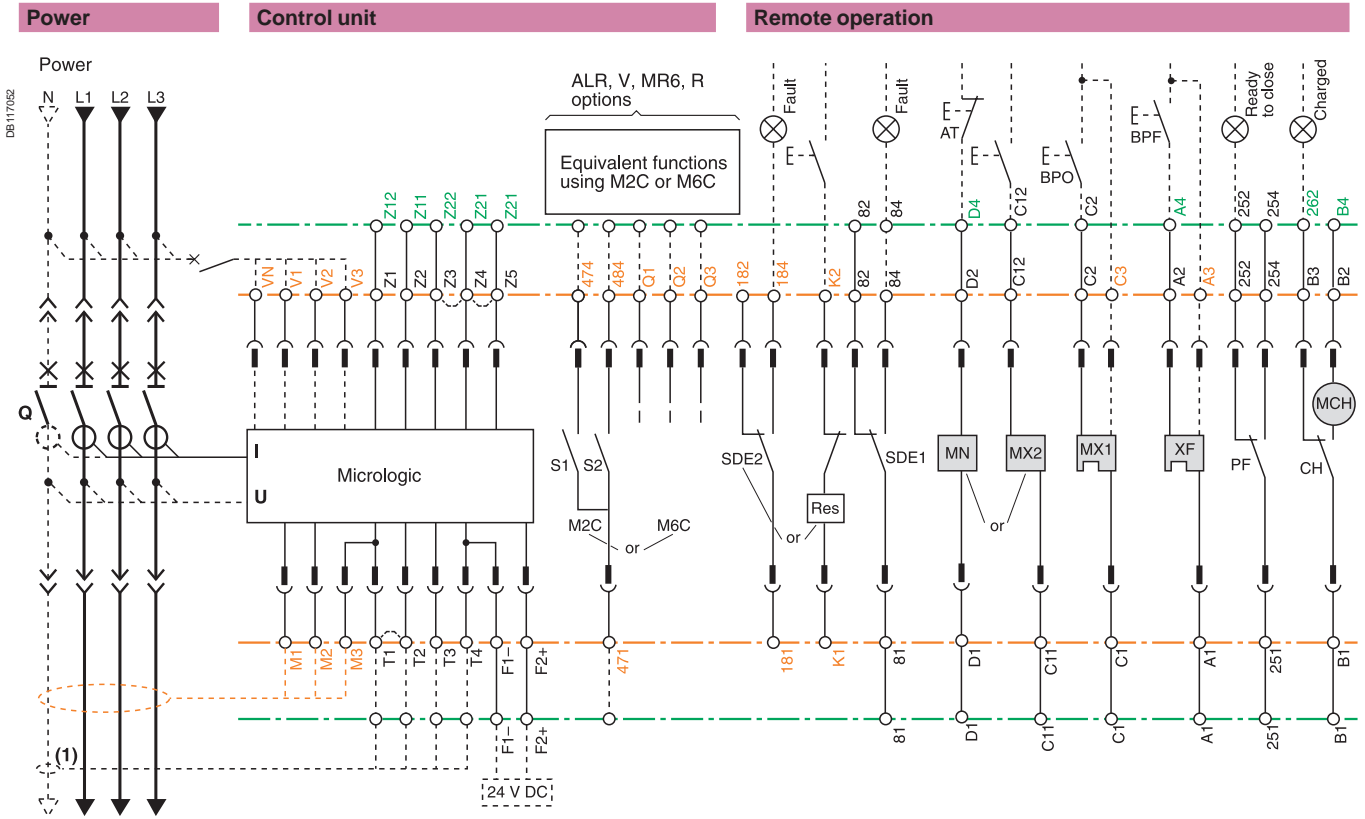 Power
Control unit
Remote operation
DB117052
Power
N L1 L2 L3
ALR, V, MR6, R
options
Equivalent functions
using M2C or M6C
Fault
Fault
AT
BPO
BPF
Ready
to close
Charged
Z12 Z11 Z22 Z21 Z21
82 84 D4 C12 C2 A4 252 254 262 B4
VN V1 V2 V3 Z1 Z2 Z3 Z4 Z5 474 484 Q1 Q2 Q3 182 184 K2 82 84 D2 C12 C2 C3 A2 A3 252 254 B3 B2
Q
I
U
Micrologic
S1 S2
M2C or M6C
SDE2
or
Res
SDE1
MN
MX2
or
MX1
XF
PF
CH
MCH
M1 M2 M3 T1 T2 T3 T4 F1– F2+ 471 181 K1 81 D1 C11 C1 A1 251 B1
F1– F2+ 81 D1 C11 C1 A1 251 B1
(1)
24 V DC